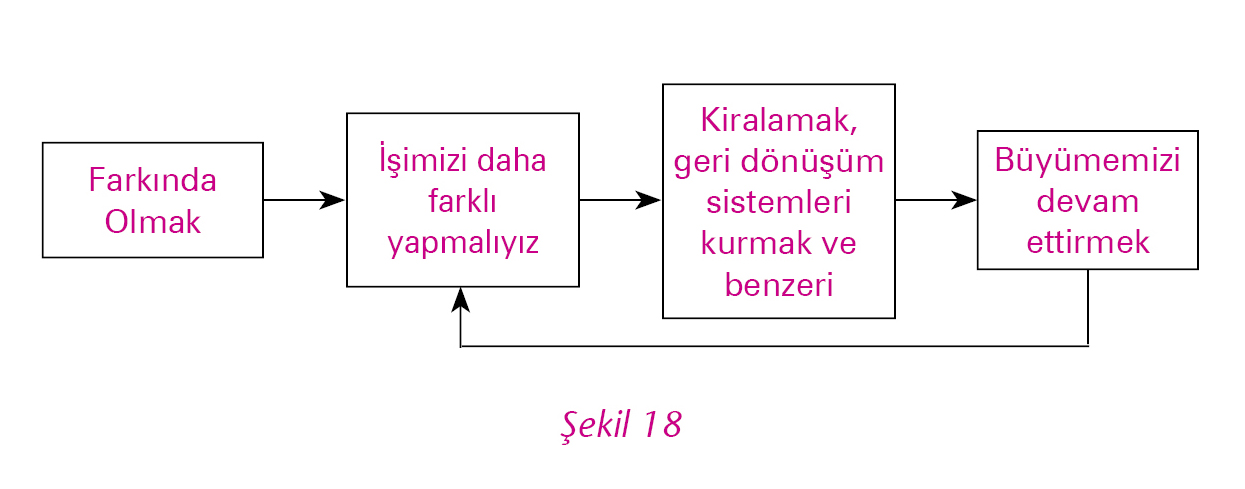 Farkında
Olmak
İşimizi daha
farklı
yapmalıyız
Kiralamak,
geri dönüşüm
sistemleri
kurmak ve
benzeri
Büyümemizi
devam
ettirmek
Şekil 18